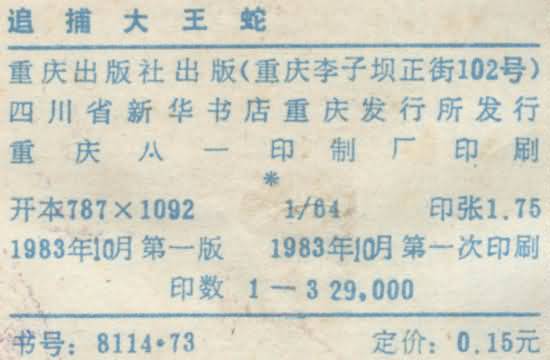 追捕大王蛇
重庆出版社出版(重庆李子坝正街102号)
四川省新华书店重庆发行所发行
重庆八一印制厂印刷
*
开本787×1092 1/64 印张1.75
1983年10月第一版 1983年10月第一次印刷
印数 1—329,000
书号: 8114·73 定价: 0.15元